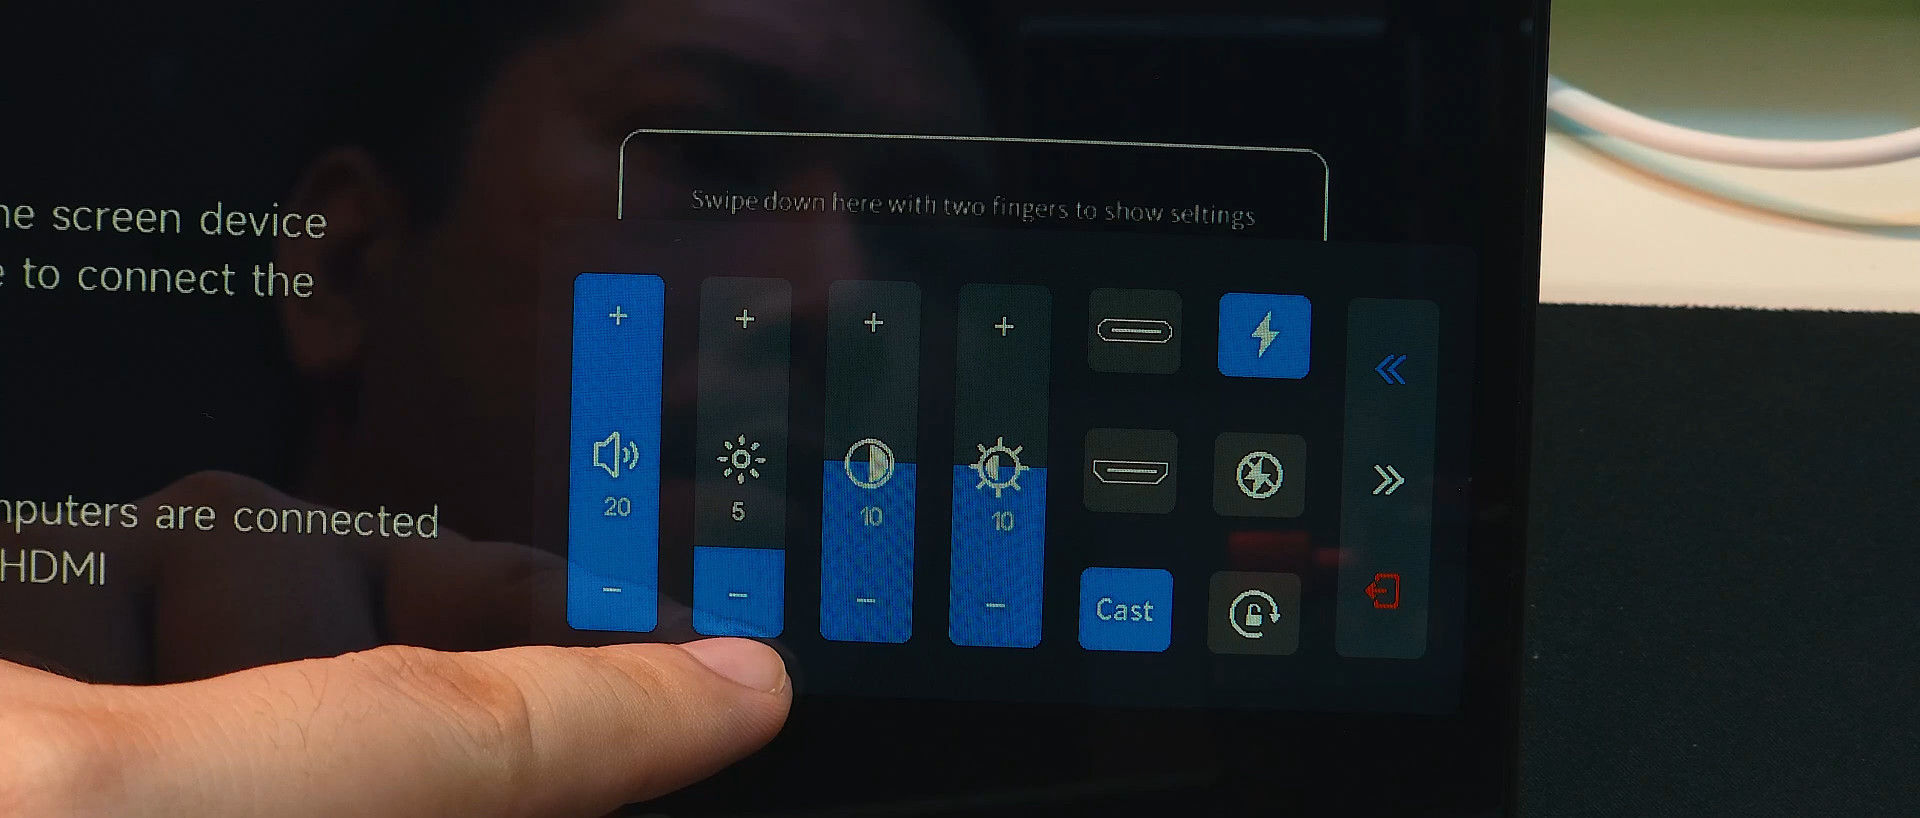 he screen device
e to connect the
nputers are connected
HDMI
Swipe down here with two fingers to show settings
+ + + +
20 5 10 10
− − − −
Cast